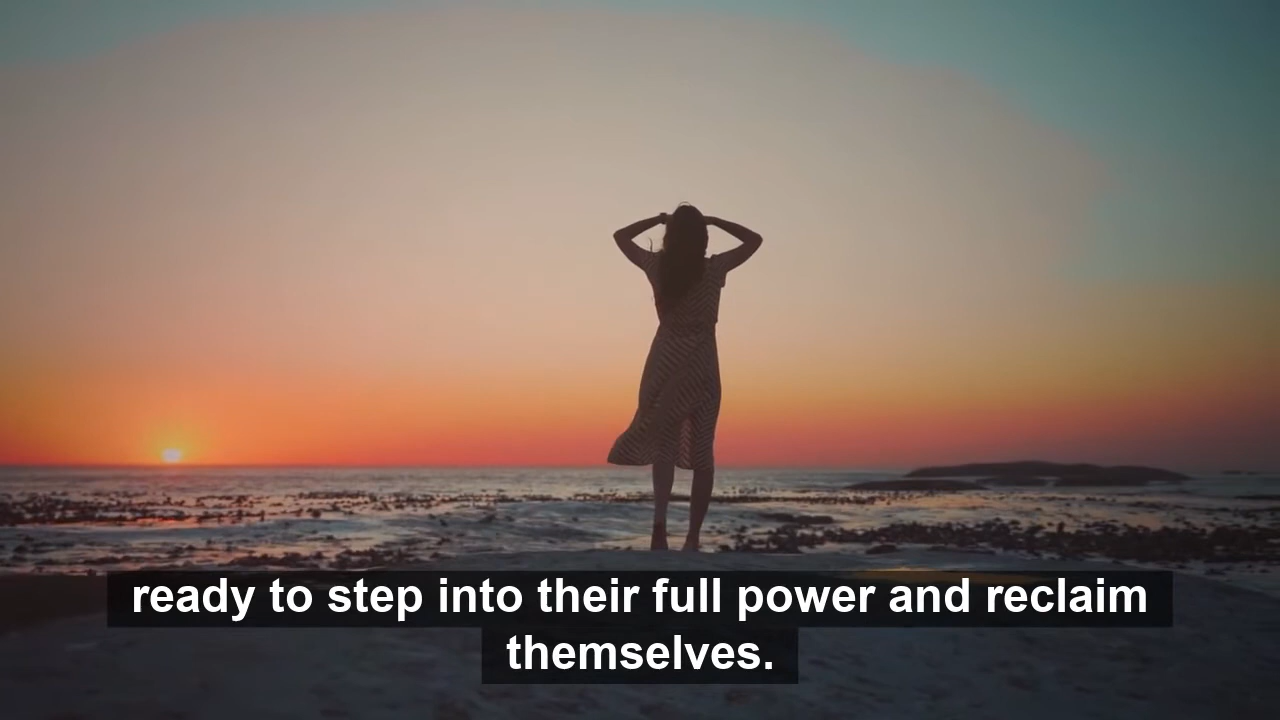 ready to step into their full power and reclaim
themselves.